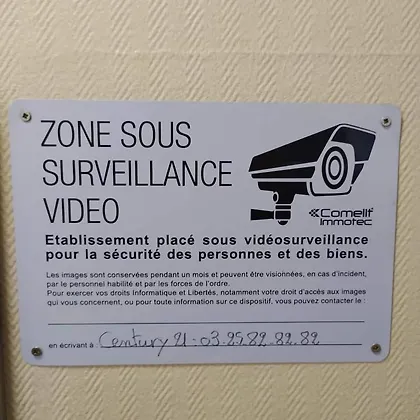 ZONE SOUS
SURVEILLANCE
VIDEO
Comelit
Immotec
Etablissement placé sous vidéosurveillance
pour la sécurité des personnes et des biens.
Les images sont conservées pendant un mois et peuvent être visionnées, en cas d'incident,
par le personnel habilité et par les forces de l'ordre.
Pour exercer vos droits Informatique et Libertés, notamment votre droit d'accès aux images
qui vous concernent, ou pour toute information sur ce dispositif, vous pouvez contacter le :
en écrivant à : Century 21 - 03.25.82.82.82